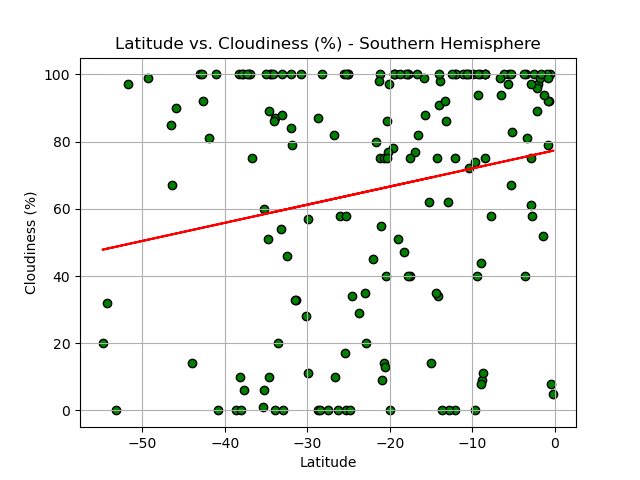 Latitude vs. Cloudiness (%) - Southern Hemisphere
100
80
60
40
20
0
Cloudiness (%)
−50 −40 −30 −20 −10 0
Latitude